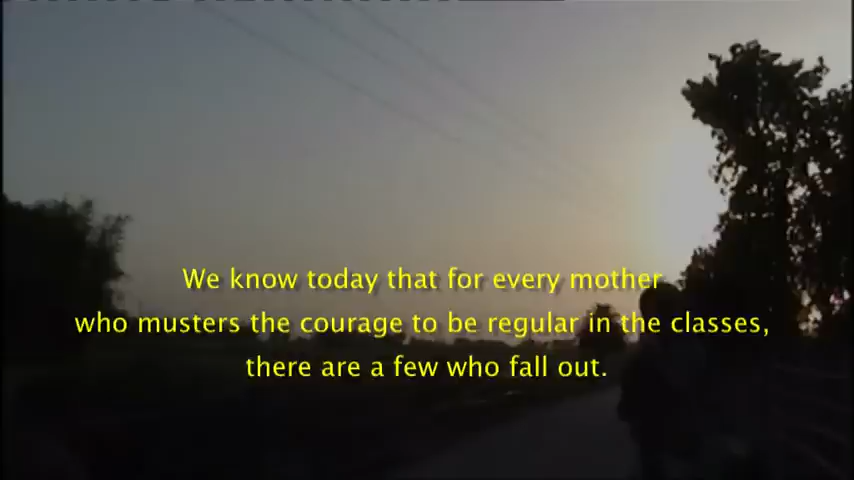 We know today that for every mother
who musters the courage to be regular in the classes,
there are a few who fall out.